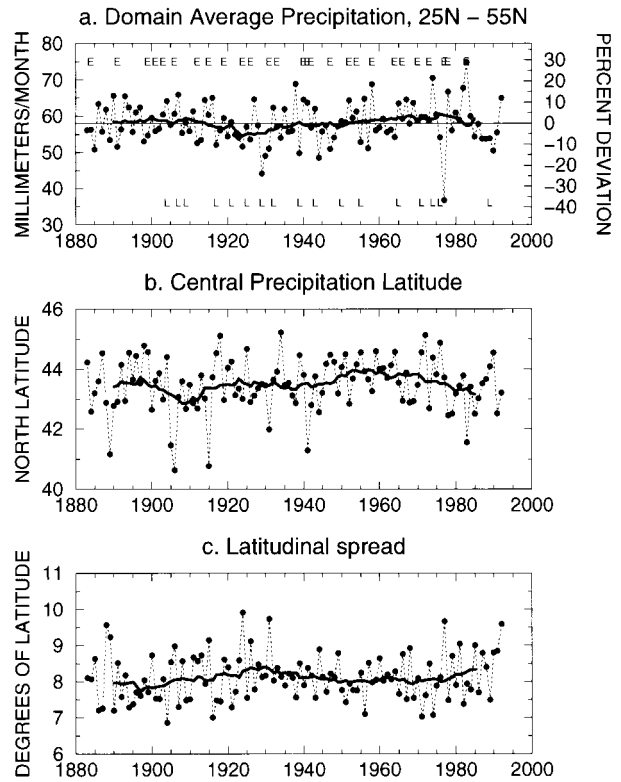 a. Domain Average Precipitation, 25N – 55N
MILLIMETERS/MONTH
80
70
60
50
40
30
PERCENT DEVIATION
30
20
10
0
−10
−20
−30
−40
E E E E E E E E E E E E E E E E E E E E E E E E E E E
L L L L L L L L L L L L L L L L L L
1880 1900 1920 1940 1960 1980 2000
b. Central Precipitation Latitude
NORTH LATITUDE
46
44
42
40
1880 1900 1920 1940 1960 1980 2000
c. Latitudinal spread
DEGREES OF LATITUDE
11
10
9
8
7
6
1880 1900 1920 1940 1960 1980 2000